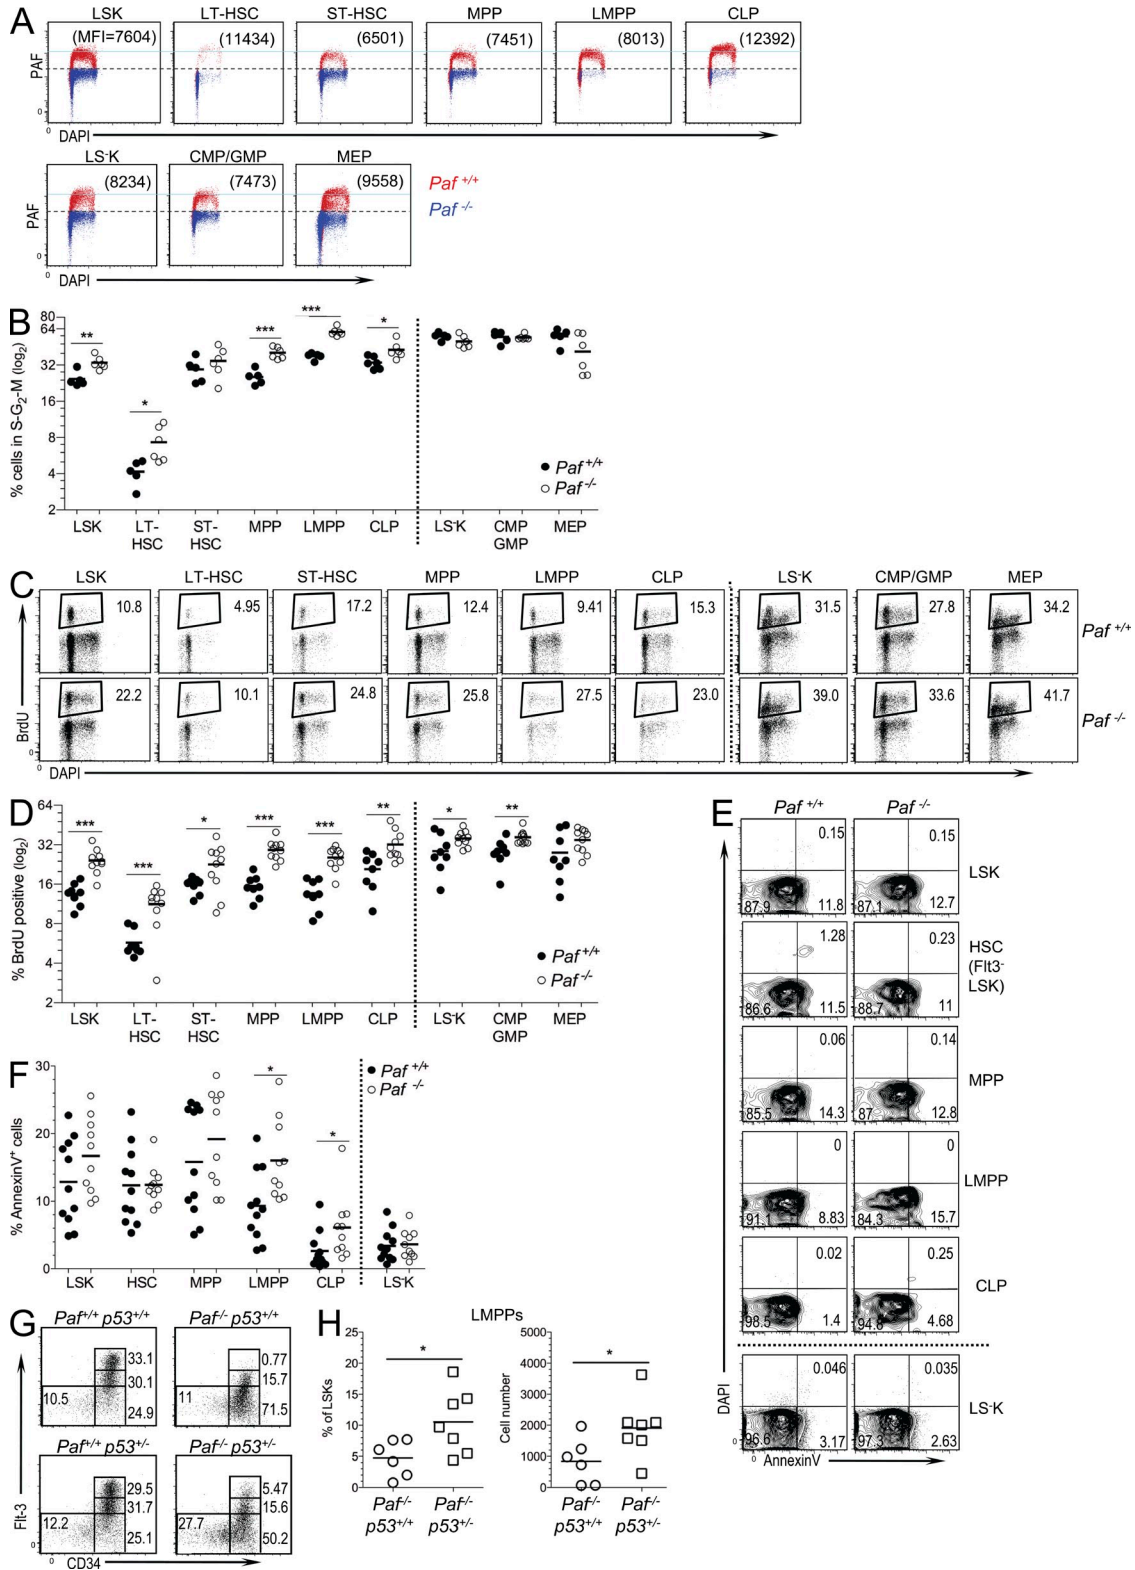 A
LSK LT-HSC ST-HSC MPP LMPP CLP
(MFI=7604) (11434) (6501) (7451) (8013) (12392)
PAF
0
0
DAPI
LS-K CMP/GMP MEP
(8234) (7473) (9558)
Paf +/+
Paf -/-
PAF
0
0
DAPI
B
% cells in S-G2-M (log2)
80
64
32
16
8
4
2
** * *** *** *
Paf +/+
Paf -/-
LSK LT-HSC ST-HSC MPP LMPP CLP LS-K CMP GMP MEP
C
LSK LT-HSC ST-HSC MPP LMPP CLP LS-K CMP/GMP MEP
10.8 4.95 17.2 12.4 9.41 15.3 31.5 27.8 34.2
Paf +/+
22.2 10.1 24.8 25.8 27.5 23.0 39.0 33.6 41.7
Paf -/-
BrdU
0
0
DAPI
D
% BrdU positive (log2)
64
32
16
8
4
2
*** *** * *** *** ** * **
Paf +/+
Paf -/-
LSK LT-HSC ST-HSC MPP LMPP CLP LS-K CMP GMP MEP
E
Paf +/+ Paf -/-
0.15 0.15
LSK
87.9 11.8 87.1 12.7
1.28 0.23
HSC
(Flt3-
LSK)
86.6 11.5 88.7 11
0.06 0.14
MPP
85.5 14.3 87 12.8
0 0
LMPP
91.1 8.83 84.3 15.7
0.02 0.25
CLP
98.5 1.4 94.8 4.68
0.046 0.035
LS-K
96.6 3.17 97.3 2.63
DAPI
0
0
AnnexinV
F
% AnnexinV+ cells
30
20
10
0
* *
Paf +/+
Paf -/-
LSK HSC MPP LMPP CLP LS-K
G
Paf+/+ p53+/+ Paf-/- p53+/+
33.1 0.77
30.1 15.7
10.5 11
24.9 71.5
Paf+/+ p53+/- Paf-/- p53+/-
29.5 5.47
31.7 15.6
12.2 27.7
25.1 50.2
Flt-3
0
0
CD34
H
LMPPs
% of LSKs
25
20
15
10
5
0
*
Paf-/- Paf-/-
p53+/+ p53+/-
Cell number
5000
4000
3000
2000
1000
0
*
Paf-/- Paf-/-
p53+/+ p53+/-